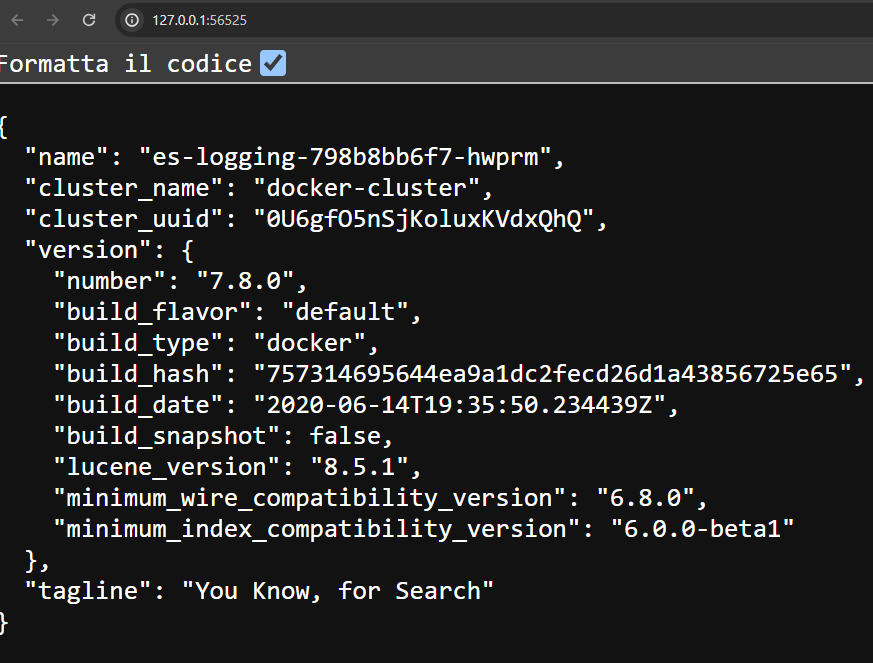 127.0.0.1:56525
Formatta il codice
{
"name": "es-logging-798b8bb6f7-hwprm",
"cluster_name": "docker-cluster",
"cluster_uuid": "0U6gfO5nSjKoluxKVdxQhQ",
"version": {
"number": "7.8.0",
"build_flavor": "default",
"build_type": "docker",
"build_hash": "757314695644ea9a1dc2fecd26d1a43856725e65",
"build_date": "2020-06-14T19:35:50.234439Z",
"build_snapshot": false,
"lucene_version": "8.5.1",
"minimum_wire_compatibility_version": "6.8.0",
"minimum_index_compatibility_version": "6.0.0-beta1"
},
"tagline": "You Know, for Search"
}